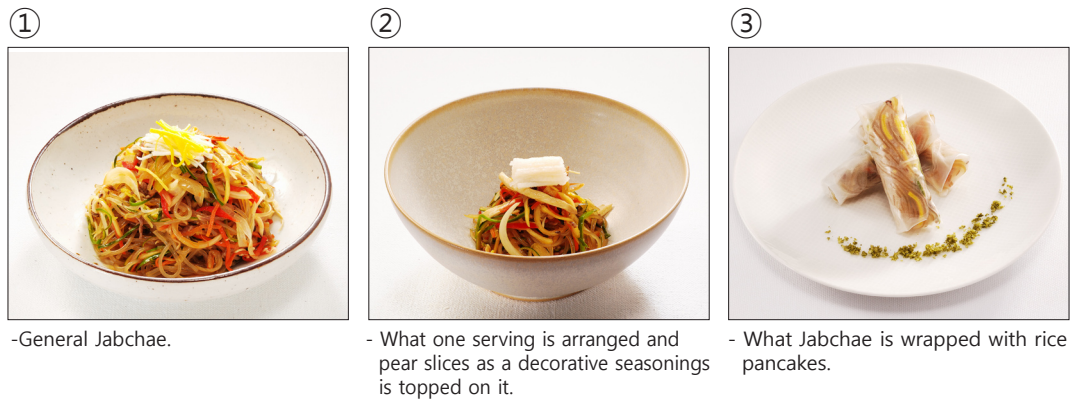 ①
②
③
-General Jabchae.
- What one serving is arranged and
pear slices as a decorative seasonings
is topped on it.
- What Jabchae is wrapped with rice
pancakes.